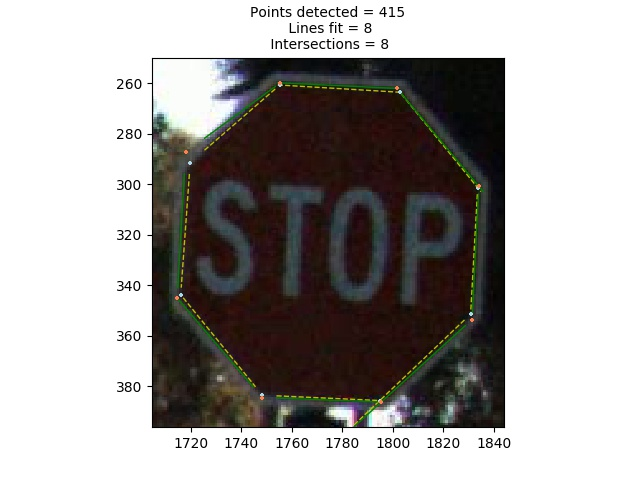 Points detected = 415
Lines fit = 8
Intersections = 8
260
280
300
320
340
360
380
STOP
1720 1740 1760 1780 1800 1820 1840